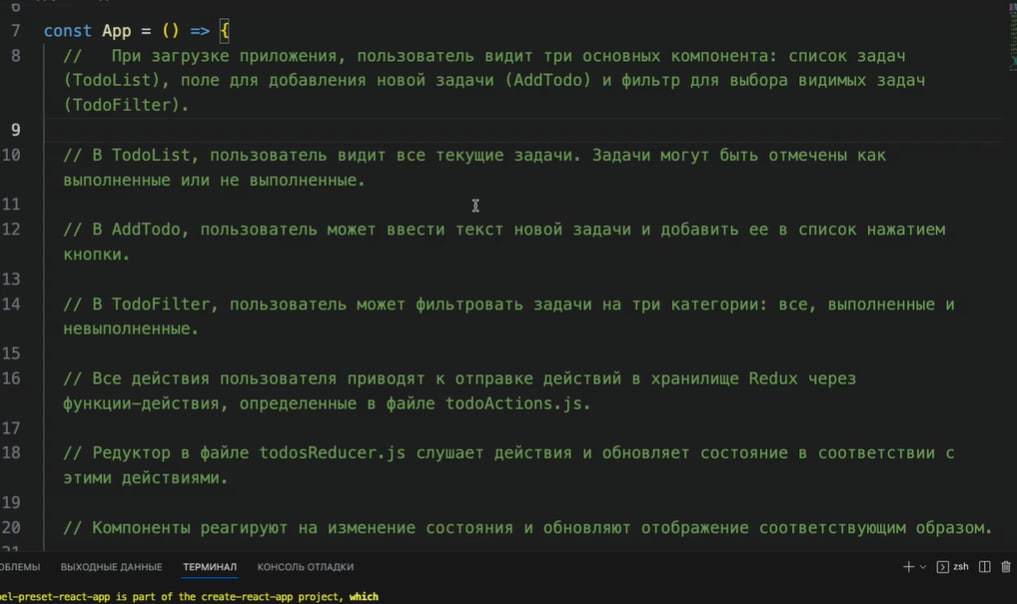 6
7 const App = () => {
8 //   При загрузке приложения, пользователь видит три основных компонента: список задач
(TodoList), поле для добавления новой задачи (AddTodo) и фильтр для выбора видимых задач
(TodoFilter).
9
10 // В TodoList, пользователь видит все текущие задачи. Задачи могут быть отмечены как
выполненные или не выполненные.
11
12 // В AddTodo, пользователь может ввести текст новой задачи и добавить ее в список нажатием
кнопки.
13
14 // В TodoFilter, пользователь может фильтровать задачи на три категории: все, выполненные и
невыполненные.
15
16 // Все действия пользователя приводят к отправке действий в хранилище Redux через
функции-действия, определенные в файле todoActions.js.
17
18 // Редуктор в файле todosReducer.js слушает действия и обновляет состояние в соответствии с
этими действиями.
19
20 // Компоненты реагируют на изменение состояния и обновляют отображение соответствующим образом.
21
ОБЛЕМЫ ВЫХОДНЫЕ ДАННЫЕ ТЕРМИНАЛ КОНСОЛЬ ОТЛАДКИ zsh
bel-preset-react-app is part of the create-react-app project, which